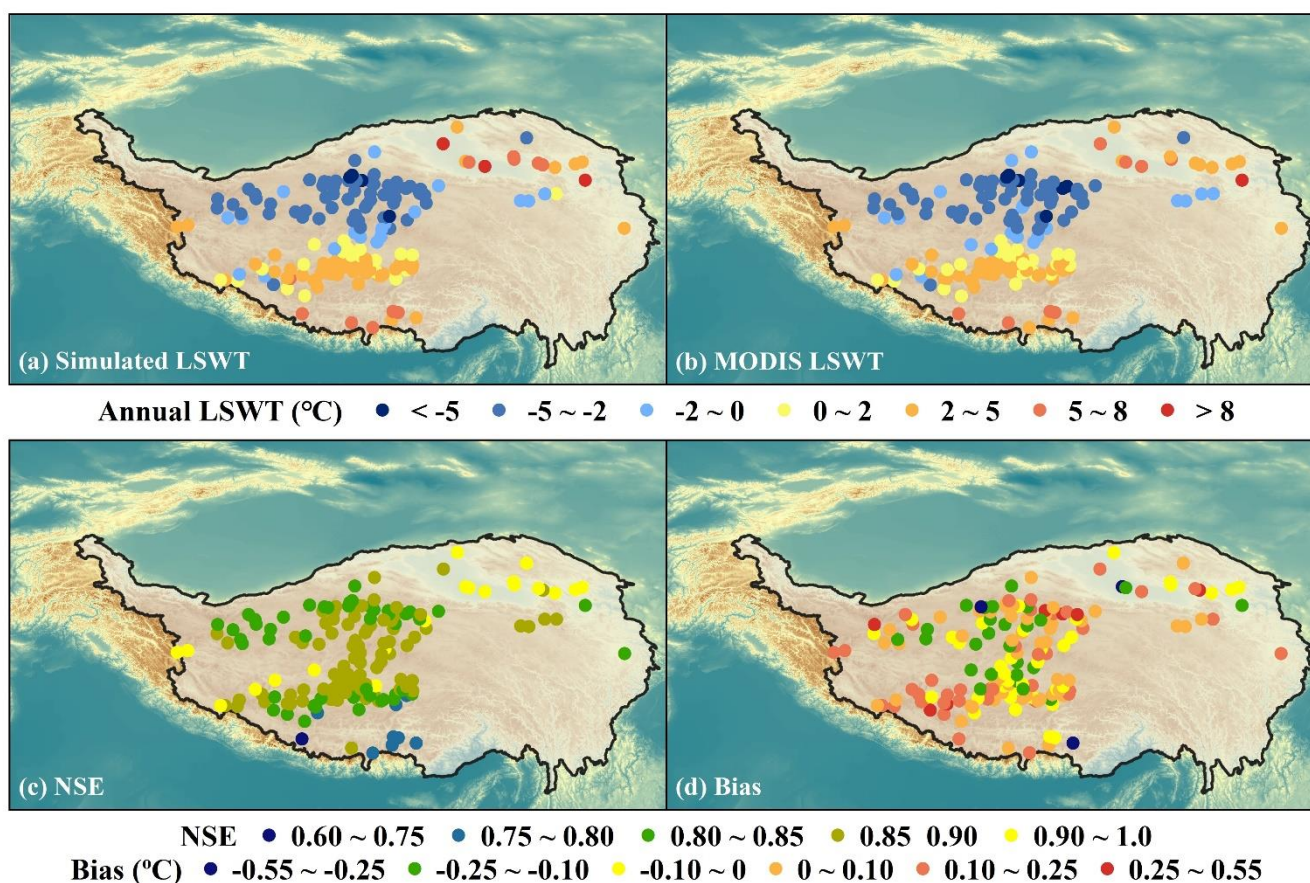 (a) Simulated LSWT
(b) MODIS LSWT
Annual LSWT (℃) < -5 -5 ~ -2 -2 ~ 0 0 ~ 2 2 ~ 5 5 ~ 8 > 8
(c) NSE
(d) Bias
NSE 0.60 ~ 0.75 0.75 ~ 0.80 0.80 ~ 0.85 0.85 0.90 0.90 ~ 1.0
Bias (℃) -0.55 ~ -0.25 -0.25 ~ -0.10 -0.10 ~ 0 0 ~ 0.10 0.10 ~ 0.25 0.25 ~ 0.55